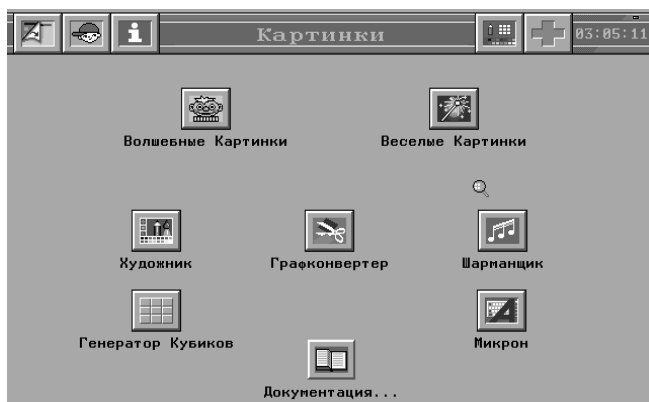 Картинки
03:05:11
Волшебные Картинки
Веселые Картинки
Художник
Графконвертер
Шарманщик
Генератор Кубиков
Микрон
Документация...